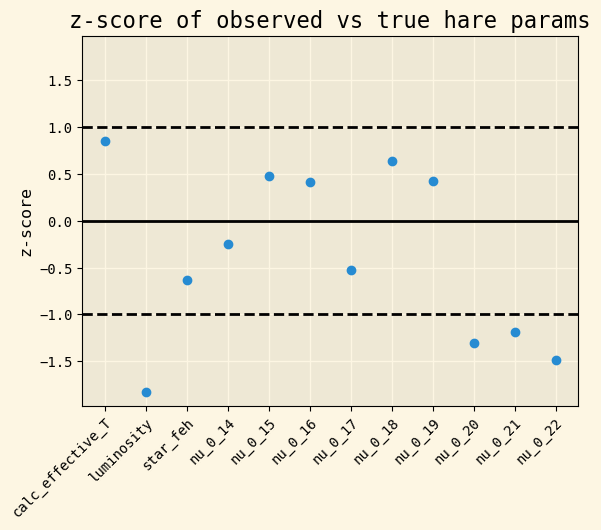 z-score of observed vs true hare params
z-score
1.5
1.0
0.5
0.0
−0.5
−1.0
−1.5
calc_effective_T
luminosity
star_feh
nu_0_14
nu_0_15
nu_0_16
nu_0_17
nu_0_18
nu_0_19
nu_0_20
nu_0_21
nu_0_22